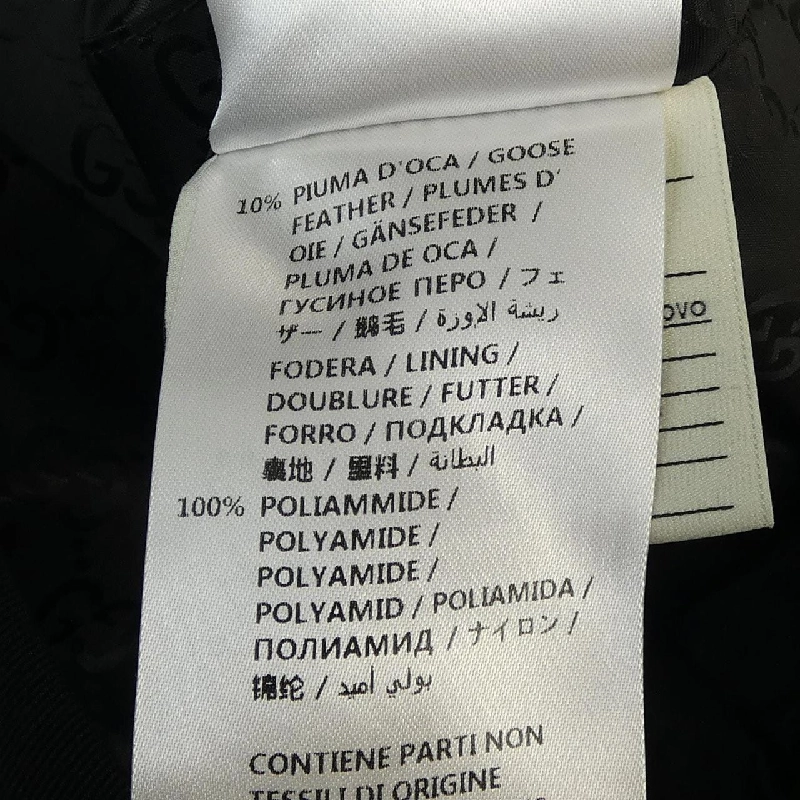 10% PIUMA D'OCA / GOOSE
FEATHER / PLUMES D'
OIE / GÄNSEFEDER /
PLUMA DE OCA /
ГУСИНОЕ ПЕРО / フェ
ザー / 鵝毛 / ريشة الإوزة
FODERA / LINING /
DOUBLURE / FUTTER /
FORRO / ПОДКЛАДКА /
裏地 / 里料 / البطانة
100% POLIAMMIDE /
POLYAMIDE /
POLYAMIDE /
POLYAMID / POLIAMIDA /
ПОЛИАМИД / ナイロン /
锦纶 / بولي أميد
CONTIENE PARTI NON
TESSILI DI ORIGINE
OVO